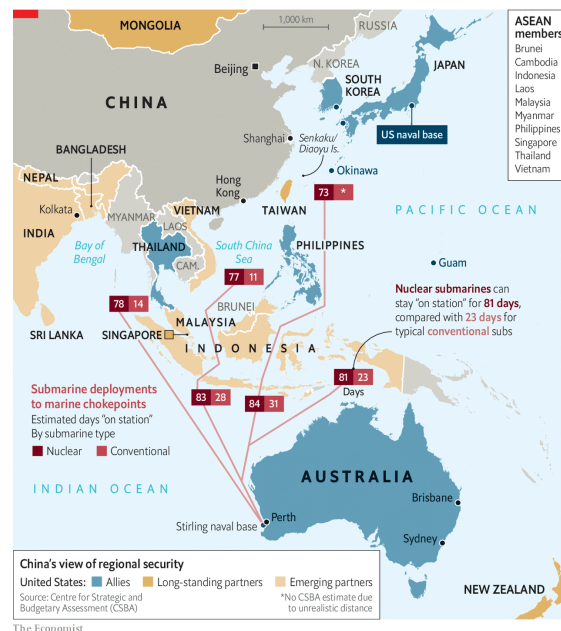 1,000 km
MONGOLIA
RUSSIA
ASEAN
members
Brunei
Cambodia
Indonesia
Laos
Malaysia
Myanmar
Philippines
Singapore
Thailand
Vietnam
Beijing
N. KOREA
JAPAN
SOUTH
KOREA
CHINA
US naval base
Shanghai
Senkaku/
Diaoyu Is.
BANGLADESH
NEPAL
Okinawa
Hong
Kong
73 *
Kolkata
MYANMAR
VIETNAM
TAIWAN
PACIFIC OCEAN
LAOS
INDIA
Bay of
Bengal
THAILAND
South China
Sea
PHILIPPINES
CAM.
Guam
77 11
Nuclear submarines can
stay "on station" for 81 days,
compared with 23 days for
typical conventional subs
78 14
BRUNEI
MALAYSIA
SRI LANKA
SINGAPORE
INDONESIA
81 23
Days
Submarine deployments
to marine chokepoints
Estimated days "on station"
By submarine type
Nuclear
Conventional
83 28
84 31
AUSTRALIA
INDIAN OCEAN
Brisbane
Perth
Stirling naval base
Sydney
China's view of regional security
United States: Allies Long-standing partners Emerging partners
Source: Centre for Strategic and
Budgetary Assessment (CSBA)
*No CSBA estimate due
to unrealistic distance
NEW ZEALAND
The Economist